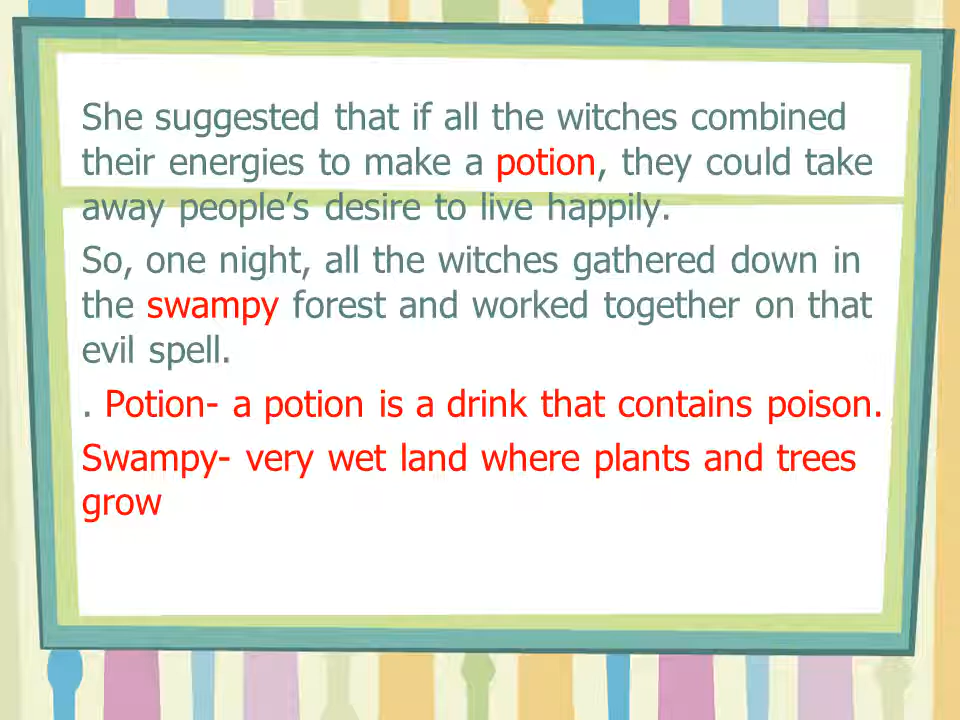 She suggested that if all the witches combined
their energies to make a potion, they could take
away people’s desire to live happily.
So, one night, all the witches gathered down in
the swampy forest and worked together on that
evil spell.
. Potion- a potion is a drink that contains poison.
Swampy- very wet land where plants and trees
grow